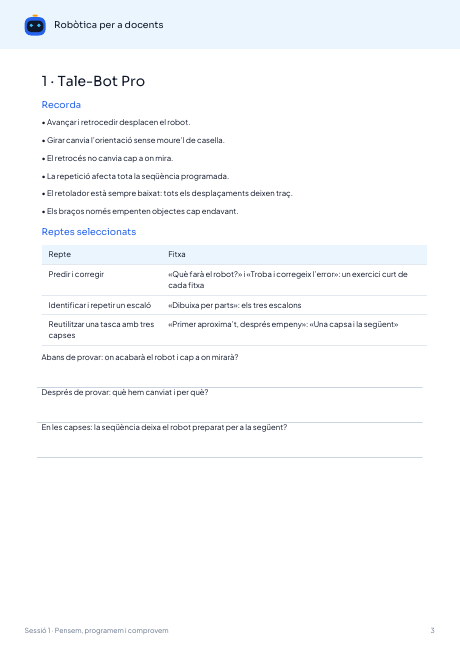 Robòtica per a docents
1 · Tale-Bot Pro
Recorda
• Avançar i retrocedir desplacen el robot.
• Girar canvia l'orientació sense moure'l de casella.
• El retrocés no canvia cap a on mira.
• La repetició afecta tota la seqüència programada.
• El retolador està sempre baixat: tots els desplaçaments deixen traç.
• Els braços només empenten objectes cap endavant.
Reptes seleccionats
Repte Fitxa
Predir i corregir «Què farà el robot?» i «Troba i corregeix l'error»: un exercici curt de
cada fitxa
Identificar i repetir un escaló «Dibuixa per parts»: els tres escalons
Reutilitzar una tasca amb tres «Primer aproxima't, després empeny»: «Una capsa i la següent»
capses
Abans de provar: on acabarà el robot i cap a on mirarà?
Després de provar: què hem canviat i per què?
En les capses: la seqüència deixa el robot preparat per a la següent?
Sessió 1 · Pensem, programem i comprovem 3